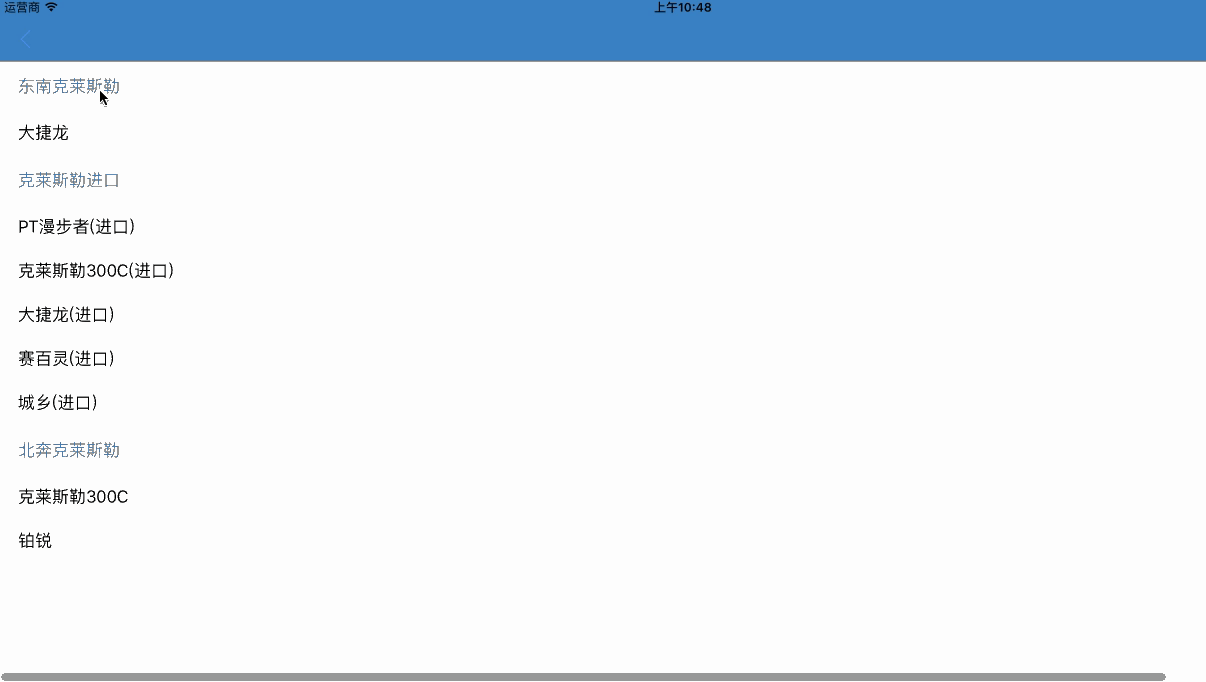 运营商 上午10:48
东南克莱斯勒
大捷龙
克莱斯勒进口
PT漫步者(进口)
克莱斯勒300C(进口)
大捷龙(进口)
赛百灵(进口)
城乡(进口)
北奔克莱斯勒
克莱斯勒300C
铂锐